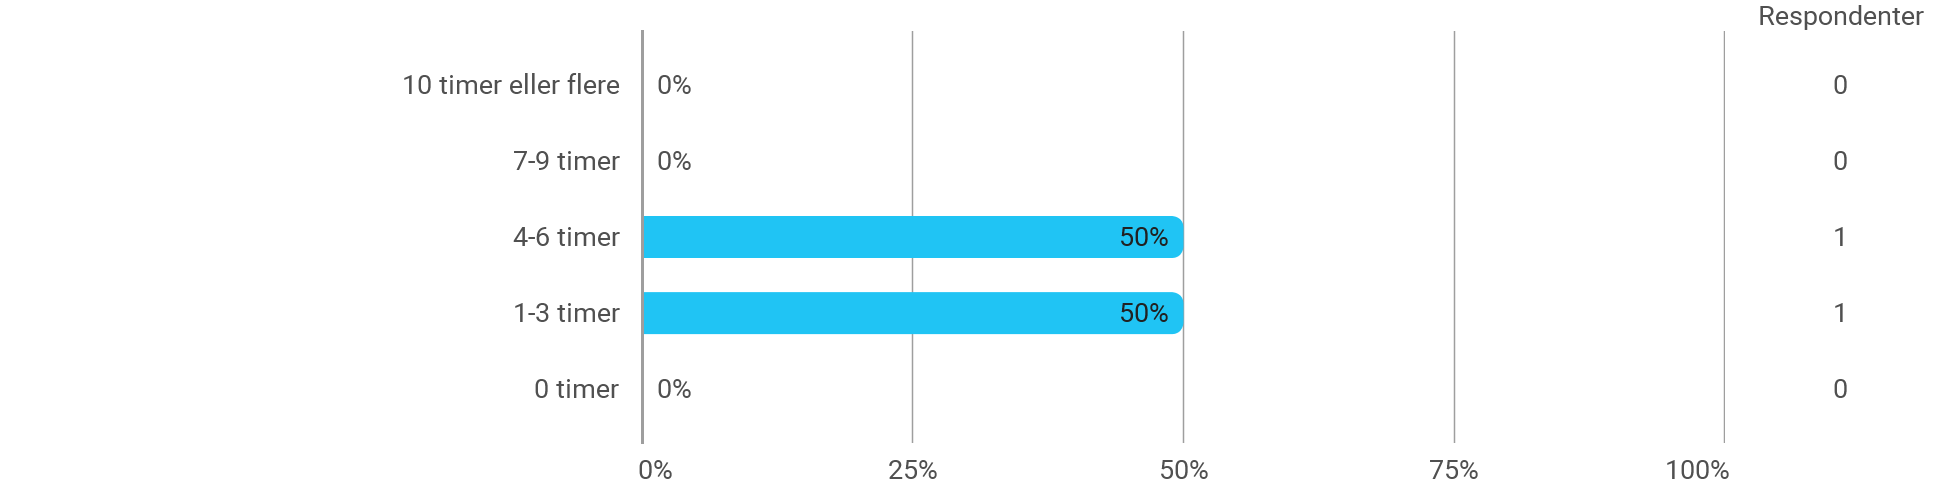 Respondenter
10 timer eller flere 0% 0
7-9 timer 0% 0
4-6 timer 50% 1
1-3 timer 50% 1
0 timer 0% 0
0% 25% 50% 75% 100%